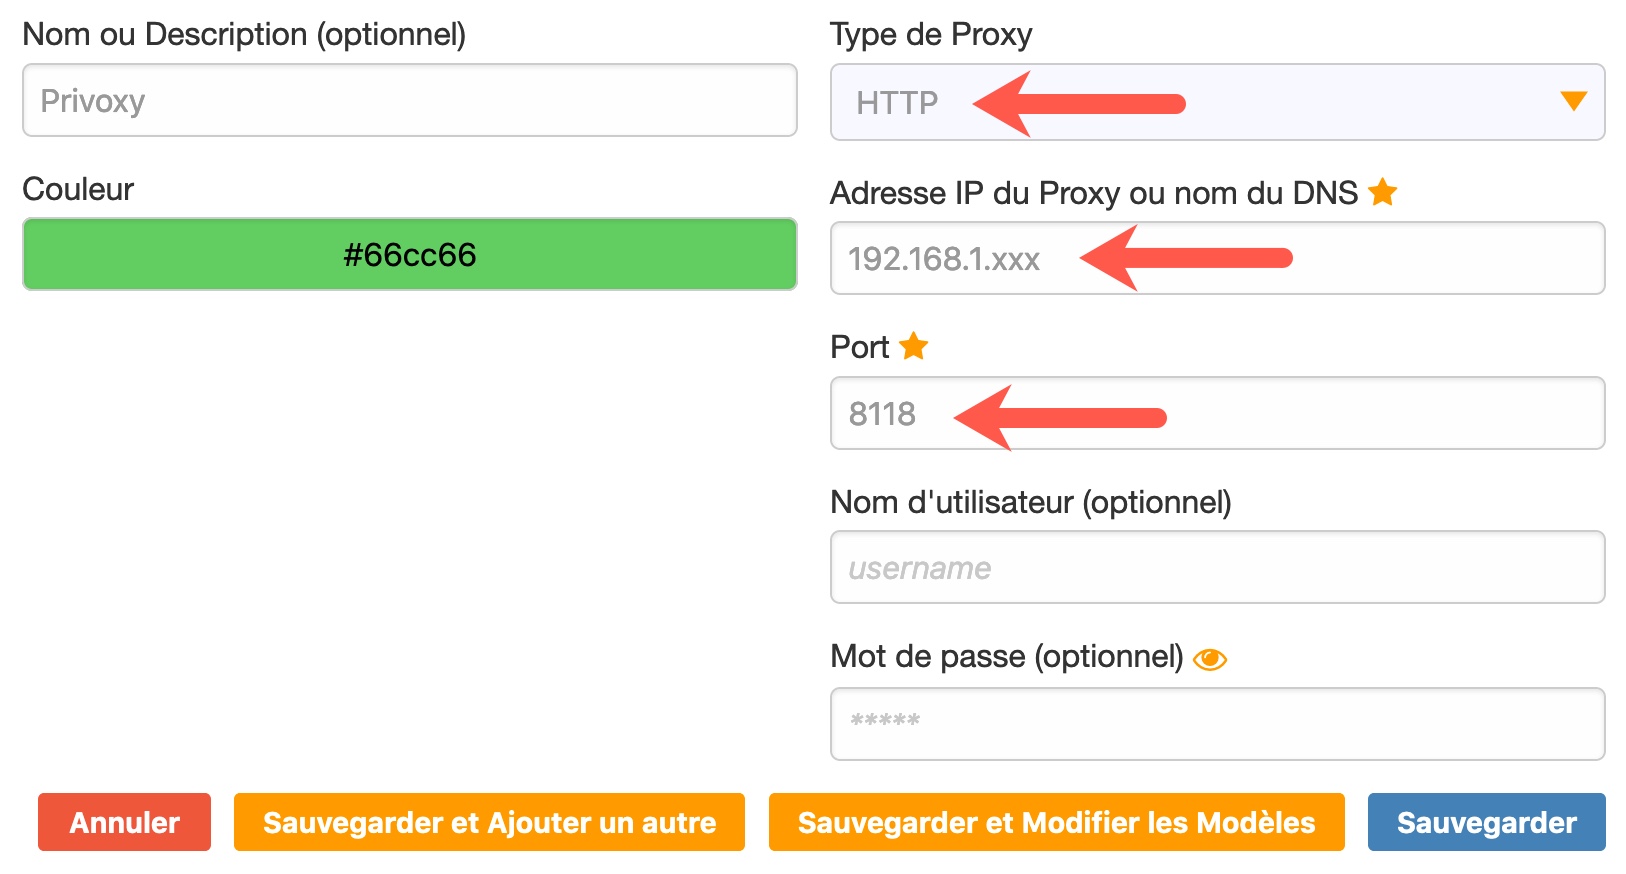 Nom ou Description (optionnel)
Privoxy
Couleur
#66cc66
Type de Proxy
HTTP
Adresse IP du Proxy ou nom du DNS
192.168.1.xxx
Port
8118
Nom d'utilisateur (optionnel)
username
Mot de passe (optionnel)
*****
Annuler
Sauvegarder et Ajouter un autre
Sauvegarder et Modifier les Modèles
Sauvegarder